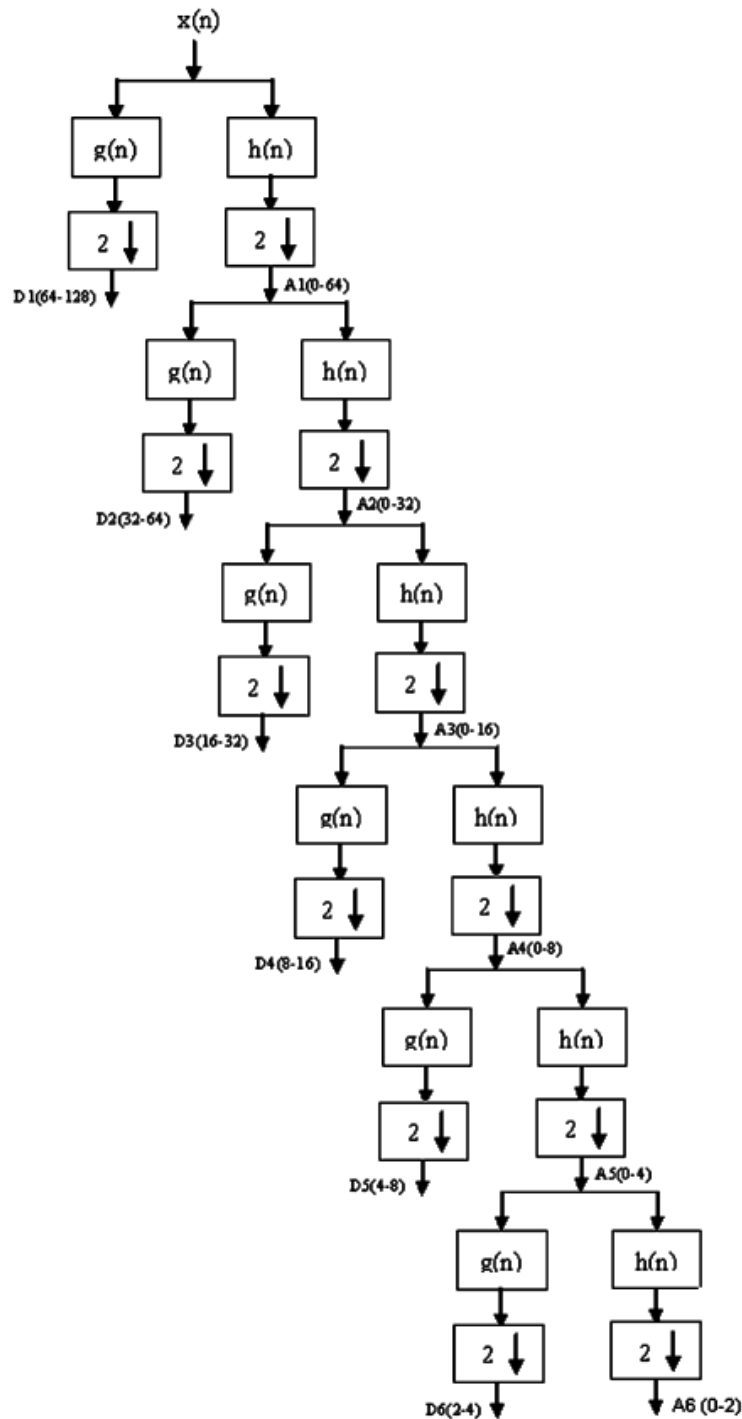 x(n)
g(n) h(n)
2 2
D1(64-128) A1(0-64)
g(n) h(n)
2 2
D2(32-64) A2(0-32)
g(n) h(n)
2 2
D3(16-32) A3(0-16)
g(n) h(n)
2 2
D4(8-16) A4(0-8)
g(n) h(n)
2 2
D5(4-8) A5(0-4)
g(n) h(n)
2 2
D6(2-4) A6 (0-2)